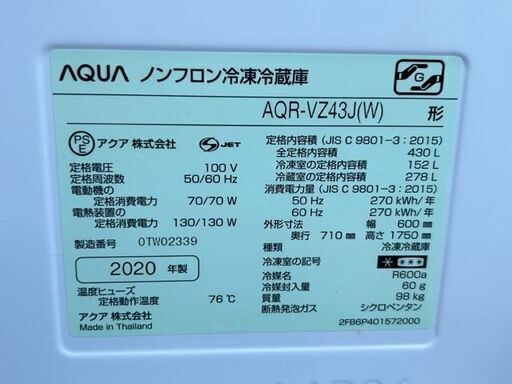 AQUA ノンフロン冷凍冷蔵庫
G
AQR-VZ43J(W) 形
PS E アクア 株式会社 S-JET
定格電圧 100 V
定格周波数 50/60 Hz
電動機の
定格消費電力 70/70 W
電熱装置の
定格消費電力 130/130 W
製造番号 0TW02339
2020 年製
温度ヒューズ
定格動作温度 76℃
アクア 株式会社
Made in Thailand
定格内容積 (JIS C 9801-3 : 2015)
全定格内容積 430 L
冷凍室の定格内容積 152 L
冷蔵室の定格内容積 278 L
消費電力量 (JIS C 9801-3 : 2015)
50 Hz 270 kWh/年
60 Hz 270 kWh/年
外形寸法 幅 600 mm
奥行 710 mm 高さ 1750 mm
種類 冷凍冷蔵庫
冷凍室の記号
冷媒 R600a
冷媒封入量 60 g
質量 98 kg
断熱発泡ガス シクロペンタン
2FB6P401572000